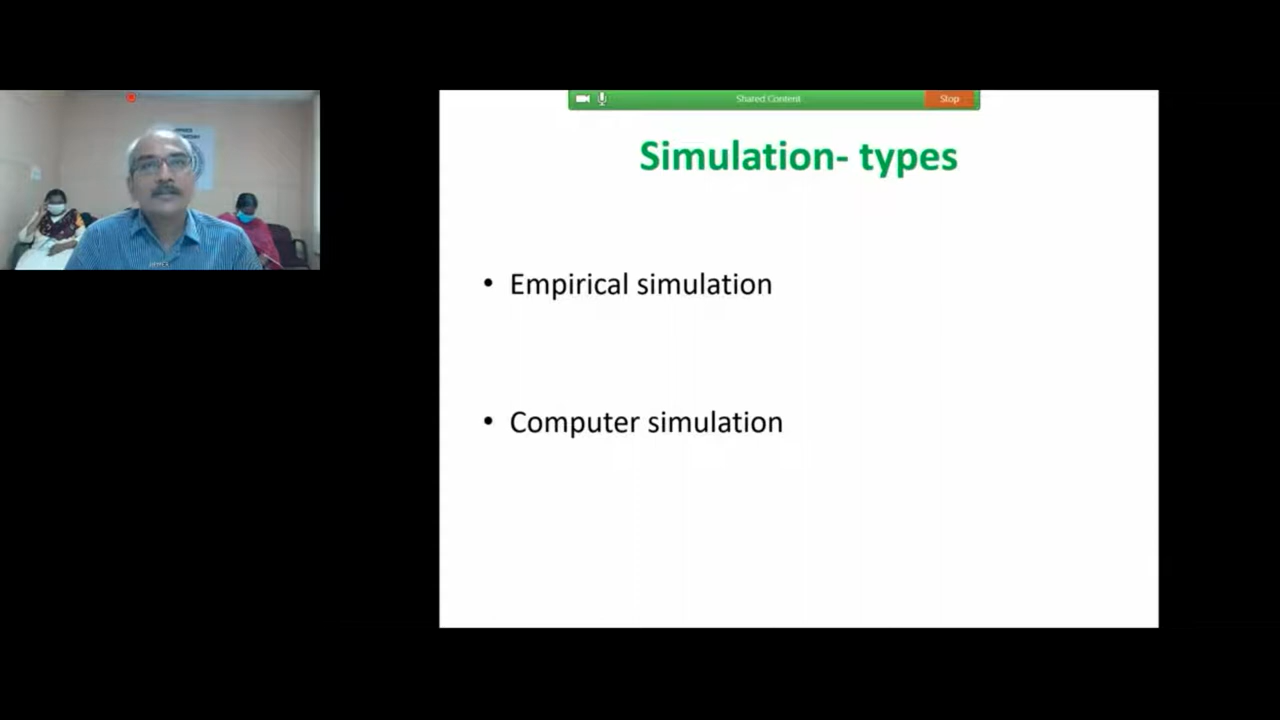 Shared Content
Stop
Simulation- types
• Empirical simulation
• Computer simulation